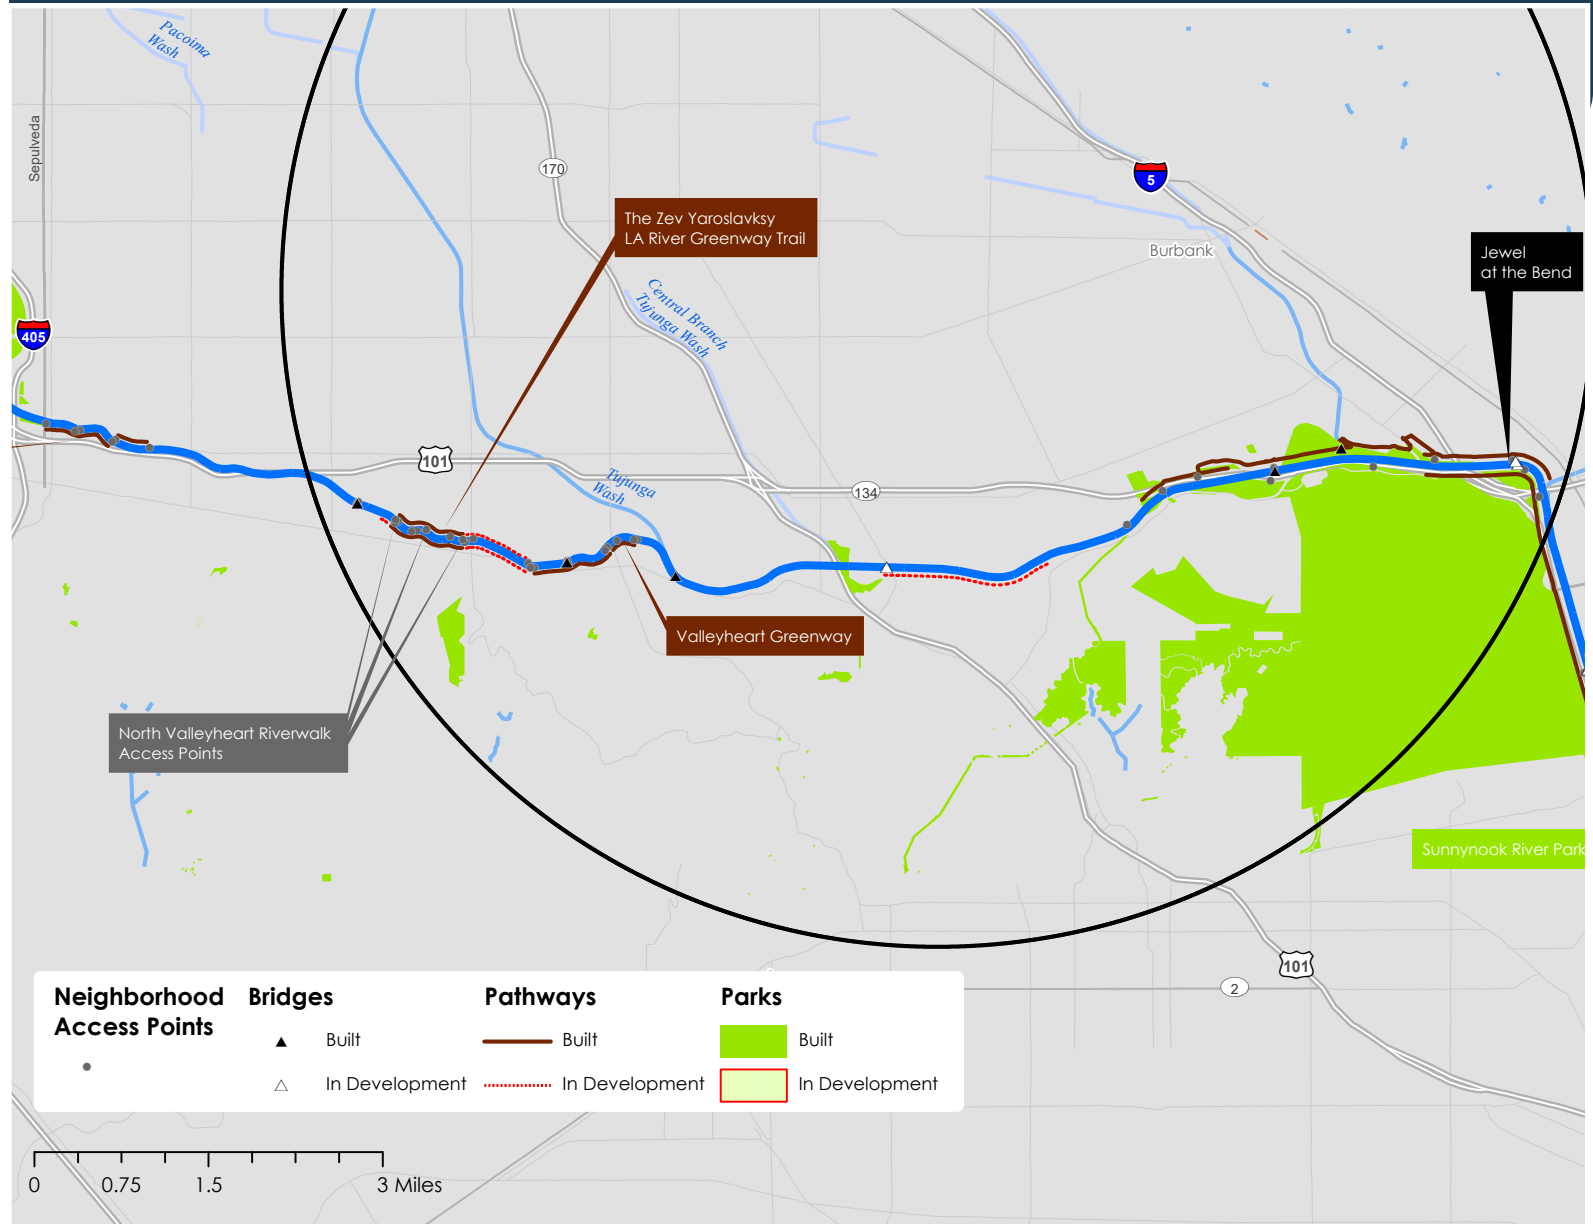 Pacoima
Wash
Sepulveda
170
5
The Zev Yaroslavksy
LA River Greenway Trail
Burbank
Jewel
at the Bend
Central Branch
Tujunga Wash
405
101
Tujunga
Wash
134
Valleyheart Greenway
North Valleyheart Riverwalk
Access Points
Sunnynook River Park
101
2
Neighborhood
Access Points
Bridges
Built
In Development
Pathways
Built
In Development
Parks
Built
In Development
0 0.75 1.5 3 Miles